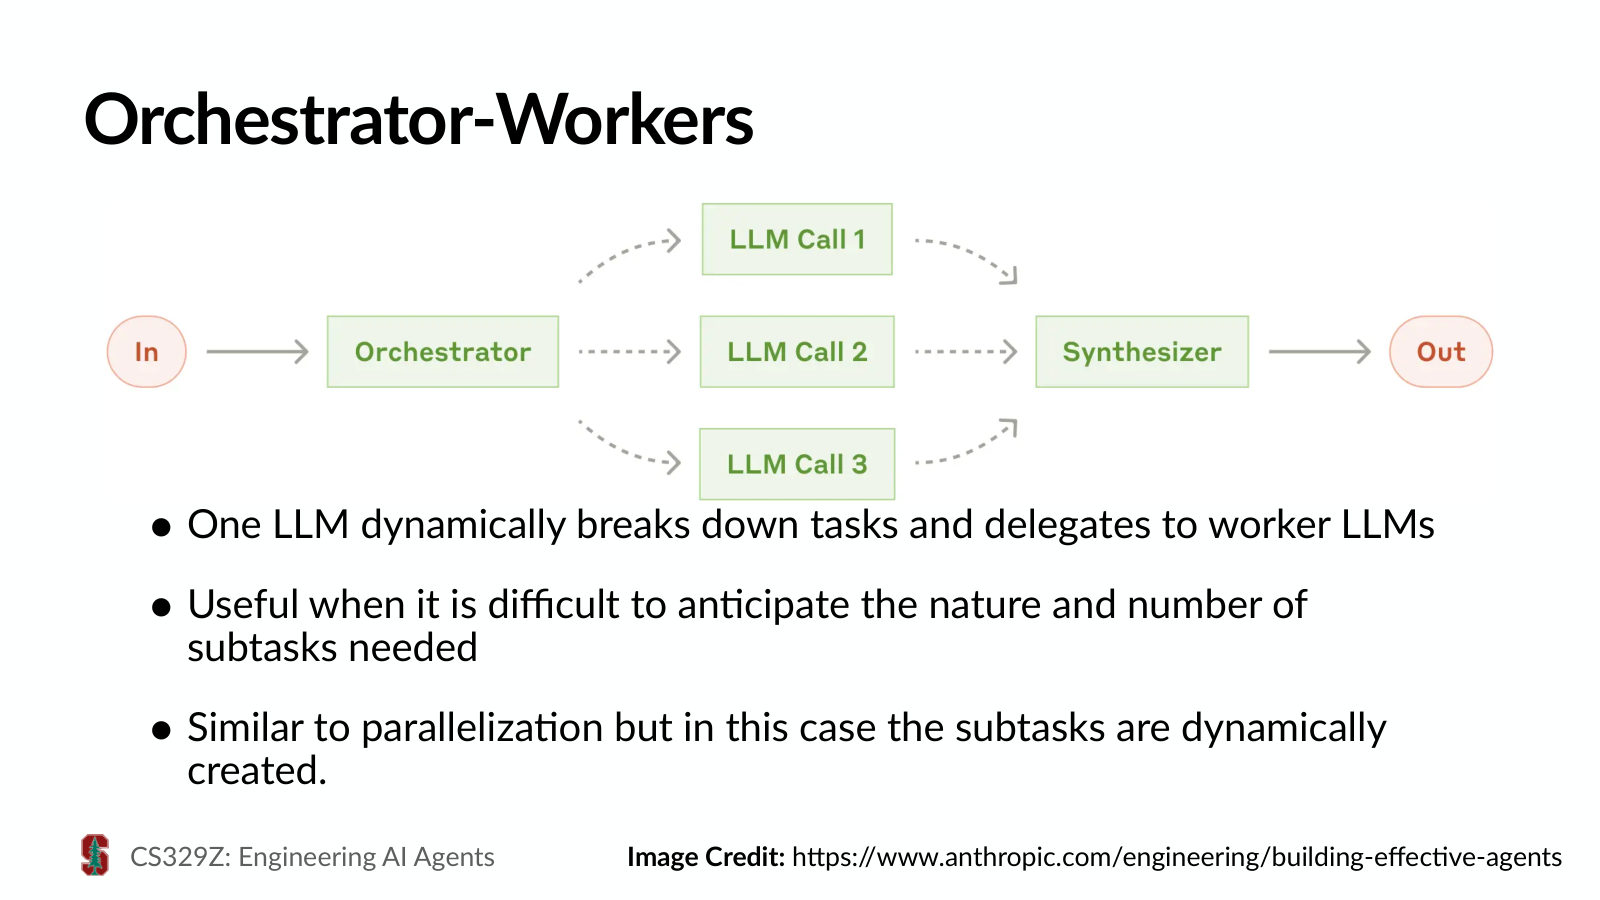 Orchestrator-Workers
LLM Call 1
In
Orchestrator
LLM Call 2
Synthesizer
Out
LLM Call 3
● One LLM dynamically breaks down tasks and delegates to worker LLMs
● Useful when it is difficult to anticipate the nature and number of
subtasks needed
● Similar to parallelization but in this case the subtasks are dynamically
created.
CS329Z: Engineering AI Agents
Image Credit: https://www.anthropic.com/engineering/building-effective-agents